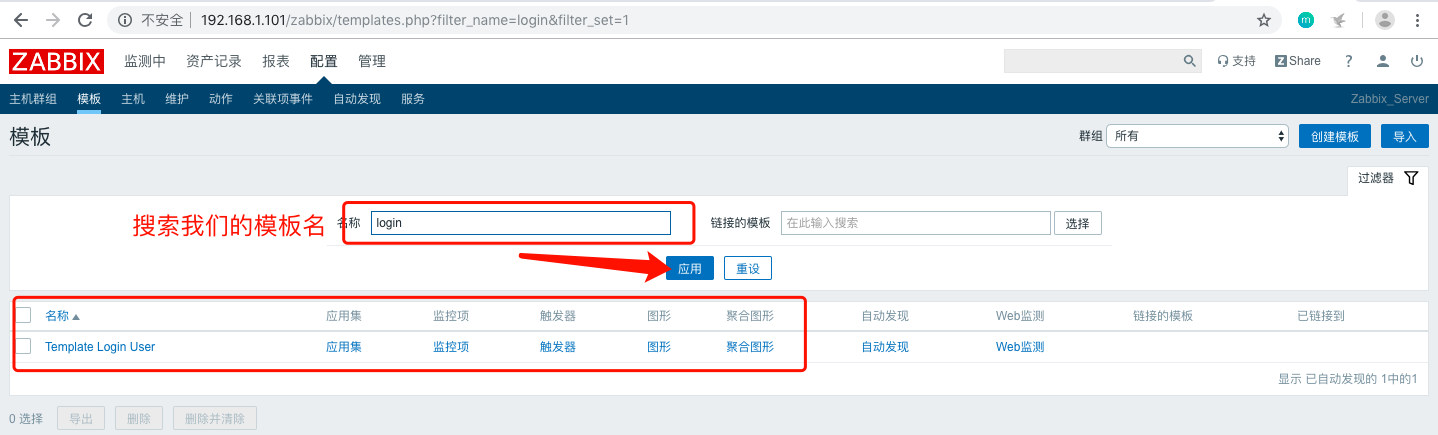 不安全 | 192.168.1.101/zabbix/templates.php?filter_name=login&filter_set=1 m
ZABBIX 监测中 资产记录 报表 配置 管理 支持 Z Share ?
主机群组 模板 主机 维护 动作 关联项事件 自动发现 服务 Zabbix_Server
模板 群组 所有 创建模板 导入
过滤器
搜索我们的模板名 名称 login 链接的模板 在此输入搜索 选择
应用 重设
名称 应用集 监控项 触发器 图形 聚合图形 自动发现 Web监测 链接的模板 已链接到
Template Login User 应用集 监控项 触发器 图形 聚合图形 自动发现 Web监测
显示 已自动发现的 1中的1
0 选择 导出 删除 删除并清除